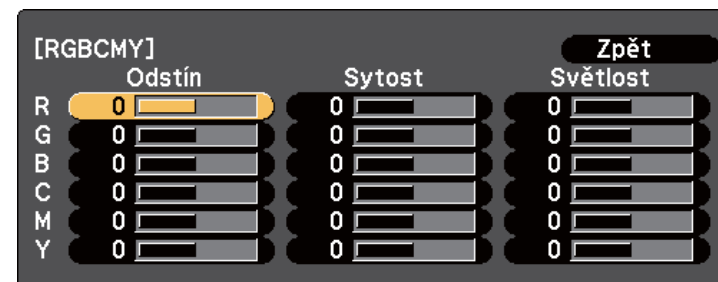 [RGBCMY] Zpět
Odstín Sytost Světlost
R 0 0 0
G 0 0 0
B 0 0 0
C 0 0 0
M 0 0 0
Y 0 0 0